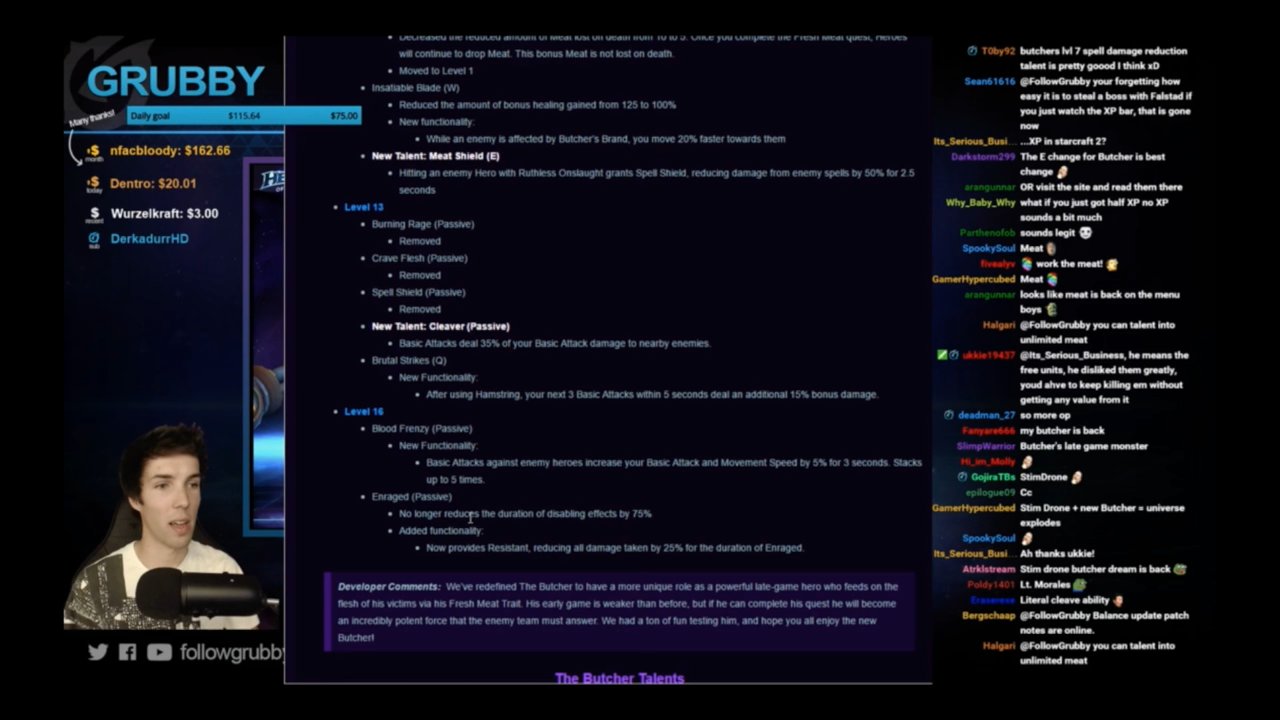 GRUBBY
Many thanks!
Daily goal $115.64 $75.00
month nfacbloody: $162.66
today Dentro: $20.01
recent Wurzelkraft: $3.00
sub DerkadurrHD
HE
OF
followgrubby
Decreased the reduced amount of Meat lost on death from 10 to 5. Once you complete the Fresh Meat quest, Heroes
will continue to drop Meat. This bonus Meat is not lost on death.
Moved to Level 1
Insatiable Blade (W)
Reduced the amount of bonus healing gained from 125 to 100%
New functionality:
While an enemy is affected by Butcher's Brand, you move 20% faster towards them
New Talent: Meat Shield (E)
Hitting an enemy Hero with Ruthless Onslaught grants Spell Shield, reducing damage from enemy spells by 50% for 2.5
seconds
Level 13
Burning Rage (Passive)
Removed
Crave Flesh (Passive)
Removed
Spell Shield (Passive)
Removed
New Talent: Cleaver (Passive)
Basic Attacks deal 35% of your Basic Attack damage to nearby enemies.
Brutal Strikes (Q)
New Functionality:
After using Hamstring, your next 3 Basic Attacks within 5 seconds deal an additional 15% bonus damage.
Level 16
Blood Frenzy (Passive)
New Functionality:
Basic Attacks against enemy heroes increase your Basic Attack and Movement Speed by 5% for 3 seconds. Stacks
up to 5 times.
Enraged (Passive)
No longer reduces the duration of disabling effects by 75%
Added functionality:
Now provides Resistant, reducing all damage taken by 25% for the duration of Enraged.
Developer Comments: We've redefined The Butcher to have a more unique role as a powerful late-game hero who feeds on the
flesh of his victims via his Fresh Meat Trait. His early game is weaker than before, but if he can complete his quest he will become
an incredibly potent force that the enemy team must answer. We had a ton of fun testing him, and hope you all enjoy the new
Butcher!
The Butcher Talents
T0by92 butchers lvl 7 spell damage reduction
talent is pretty goood I think xD
Sean61616 @FollowGrubby your forgetting how
easy it is to steal a boss with Falstad if
you just watch the XP bar, that is gone
now
Its_Serious_Busi... ...XP in starcraft 2??
Darkstorm299 The E change for Butcher is best
change
arangunnar OR visit the site and read them there
Why_Baby_Why what if you just got half XP no XP
sounds a bit much
Parthenofob sounds legit
SpookySoul Meat
fivealyv work the meat!
GamerHypercubed Meat
arangunnar looks like meat is back on the menu
boys
Halgari @FollowGrubby you can talent into
unlimited meat
ukkie19437 @Its_Serious_Business, he means the
free units, he disliked them greatly,
youd ahve to keep killing em without
getting any value from it
deadman_27 so more op
Fanyare666 my butcher is back
SlimpWarrior Butcher's late game monster
Hi_im_Molly
GojiraTBs StimDrone
epilogue09 Cc
GamerHypercubed Stim Drone + new Butcher = universe
explodes
SpookySoul
Its_Serious_Busi... Ah thanks ukkie!
Atrklstream Stim drone butcher dream is back
Poldy1401 Lt. Morales
Eraserese Literal cleave ability
Bergschaap @FollowGrubby Balance update patch
notes are online.
Halgari @FollowGrubby you can talent into
unlimited meat